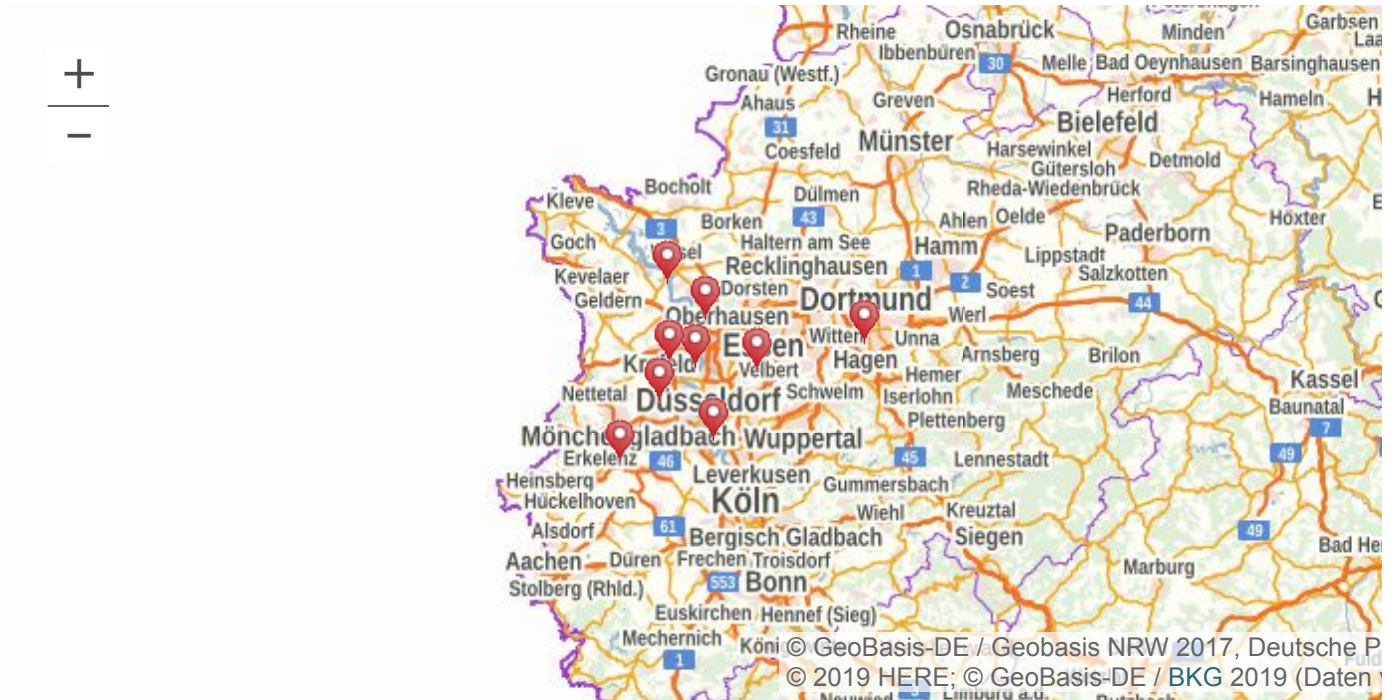 Rheine Osnabrück Minden Garbsen
Ibbenbüren
30 Melle Bad Oeynhausen Barsinghausen
Gronau (Westf.)
Ahaus Greven Herford Hameln
31 Münster Bielefeld
Coesfeld Harsewinkel
Gütersloh Detmold
Bocholt Dülmen Rheda-Wiedenbrück
Kleve 43
3 Borken Ahlen Oelde Höxter
Goch Haltern am See Hamm Paderborn
Lippstadt
Kevelaer Recklinghausen 1 Salzkotten
Geldern Dorsten 2 Soest
Dortmund 44
Oberhausen Werl
Witten Unna
Hagen Arnsberg Brilon
Velbert Hemer Kassel
Nettetal Schwelm Iserlohn Meschede
Düsseldorf Baunatal
Plettenberg 7
Mönchengladbach Wuppertal
Erkelenz 46 45 Lennestadt 49
Heinsberg Leverkusen Gummersbach
Hückelhoven Köln
Wiehl Kreuztal
Alsdorf 61 Bergisch Gladbach Siegen 49
Aachen Düren Frechen Troisdorf
Marburg
Stolberg (Rhld.) 553 Bonn
Euskirchen Hennef (Sieg)
Mechernich
1
© GeoBasis-DE / Geobasis NRW 2017, Deutsche P
© 2019 HERE; © GeoBasis-DE / BKG 2019 (Daten